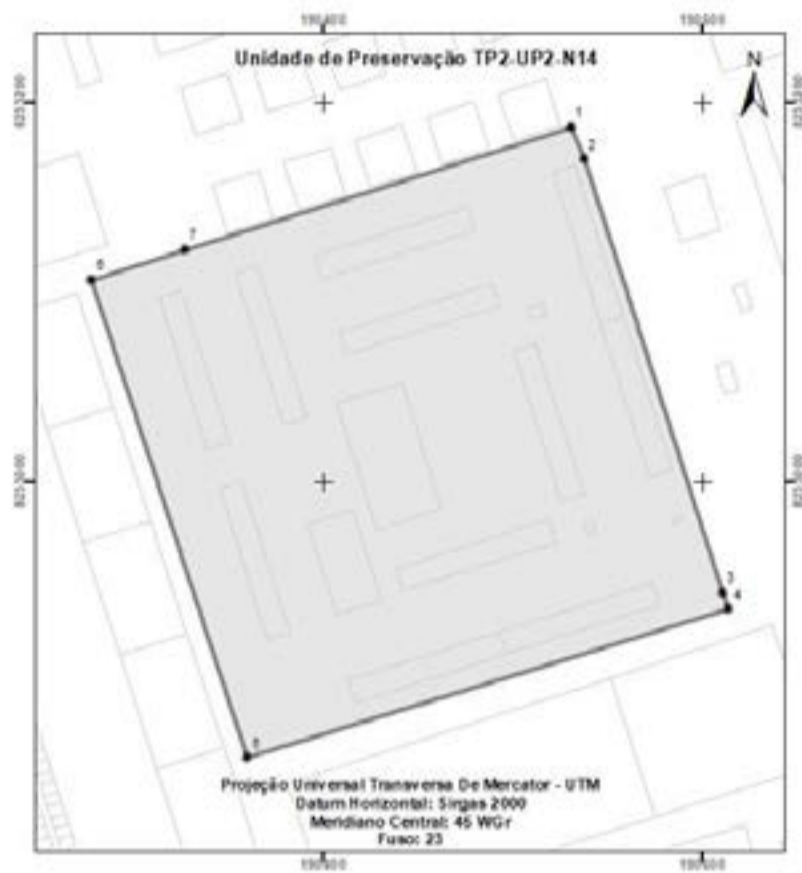 Unidade de Preservação TP2-UP2-N14
N
1
2
7
6
3
4
5
Projeção Universal Transversa De Mercator - UTM
Datum Horizontal: Sirgas 2000
Meridiano Central: 45 WGr
Fuso: 23